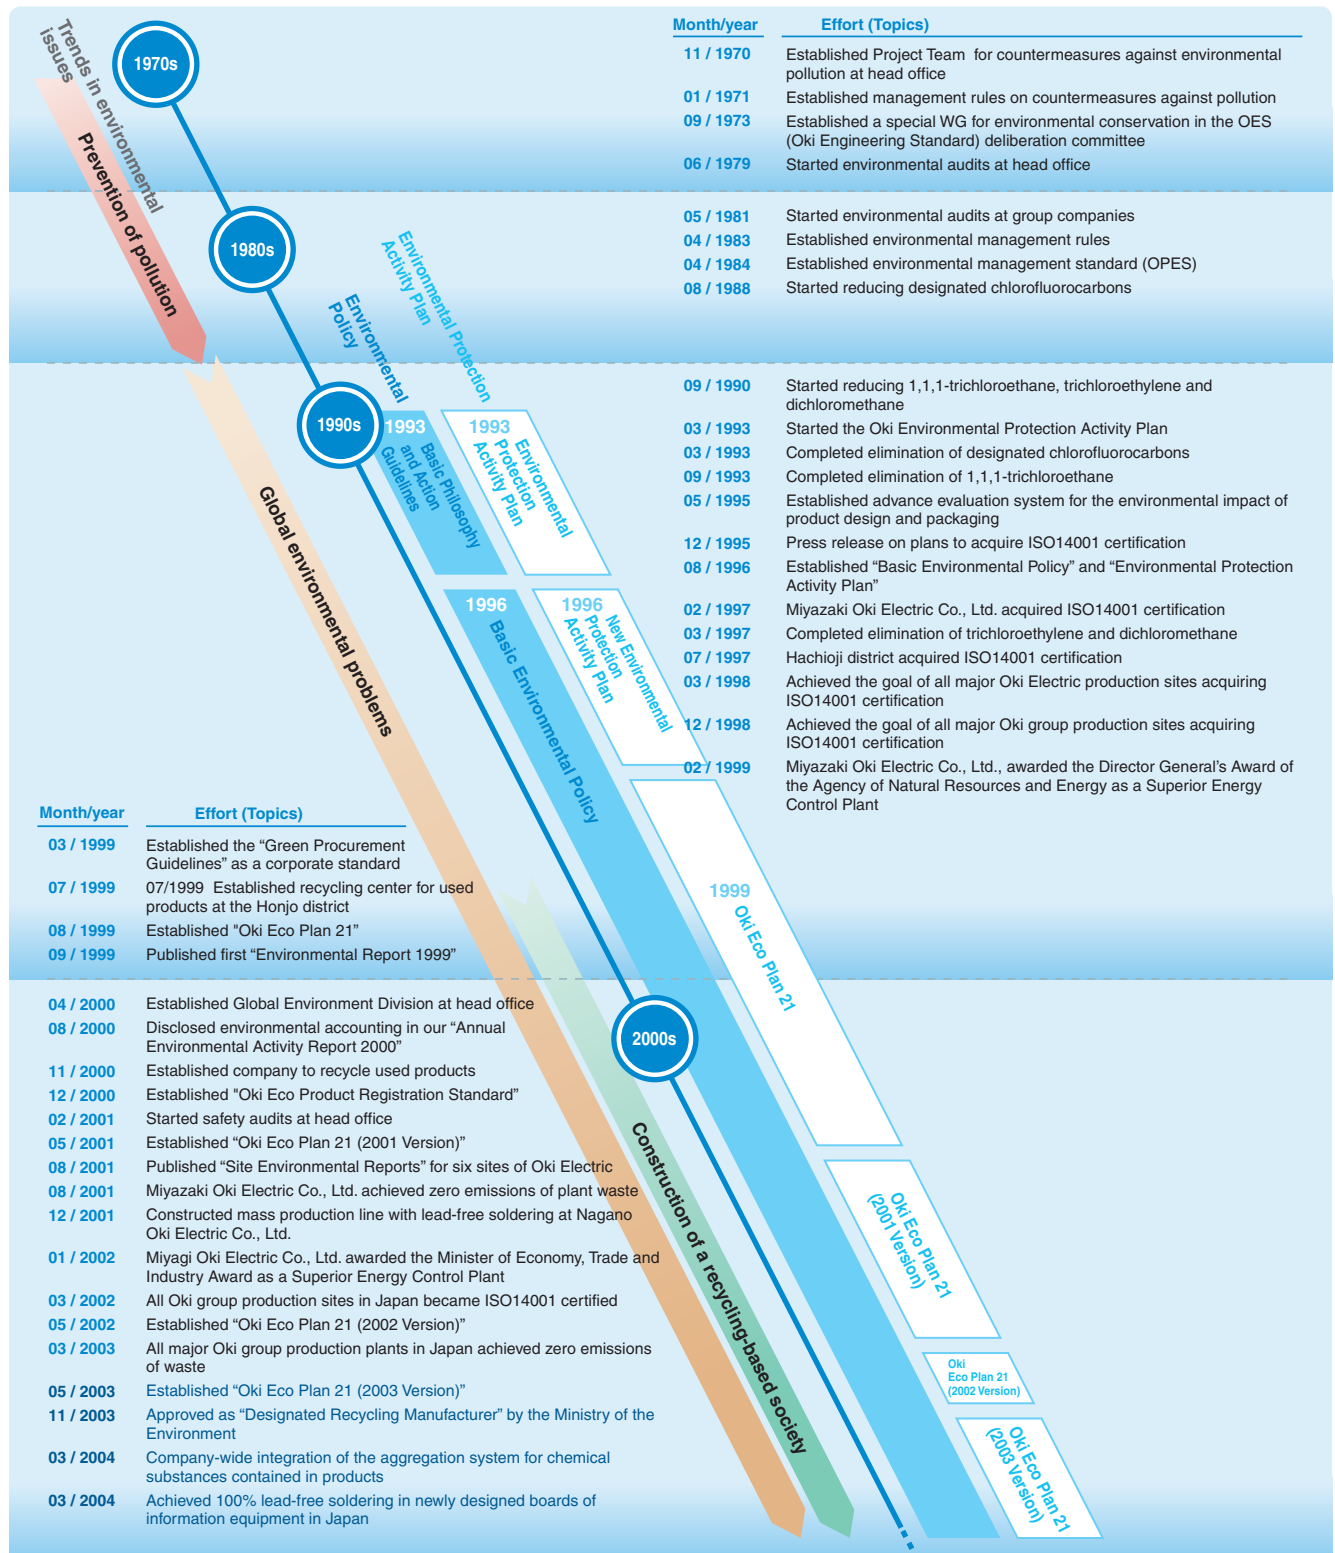 Trends in environmental
issues
Prevention of pollution
Global environmental problems
Construction of a recycling-based society
1970s
1980s
1990s
2000s
Environmental
Policy
Environmental Protection
Activity Plan
1993
Basic Philosophy
and Action
Guidelines
1993
Environmental
Protection
Activity Plan
1996
Basic Environmental Policy
1996
New Environmental
Protection
Activity Plan
1999
Oki Eco Plan 21
Oki Eco Plan 21
(2001 Version)
Oki
Eco Plan 21
(2002 Version)
Oki Eco Plan 21
(2003 Version)
Month/year Effort (Topics)
11 / 1970 Established Project Team for countermeasures against environmental
pollution at head office
01 / 1971 Established management rules on countermeasures against pollution
09 / 1973 Established a special WG for environmental conservation in the OES
(Oki Engineering Standard) deliberation committee
06 / 1979 Started environmental audits at head office
05 / 1981 Started environmental audits at group companies
04 / 1983 Established environmental management rules
04 / 1984 Established environmental management standard (OPES)
08 / 1988 Started reducing designated chlorofluorocarbons
09 / 1990 Started reducing 1,1,1-trichloroethane, trichloroethylene and
dichloromethane
03 / 1993 Started the Oki Environmental Protection Activity Plan
03 / 1993 Completed elimination of designated chlorofluorocarbons
09 / 1993 Completed elimination of 1,1,1-trichloroethane
05 / 1995 Established advance evaluation system for the environmental impact of
product design and packaging
12 / 1995 Press release on plans to acquire ISO14001 certification
08 / 1996 Established “Basic Environmental Policy” and “Environmental Protection
Activity Plan”
02 / 1997 Miyazaki Oki Electric Co., Ltd. acquired ISO14001 certification
03 / 1997 Completed elimination of trichloroethylene and dichloromethane
07 / 1997 Hachioji district acquired ISO14001 certification
03 / 1998 Achieved the goal of all major Oki Electric production sites acquiring
ISO14001 certification
12 / 1998 Achieved the goal of all major Oki group production sites acquiring
ISO14001 certification
02 / 1999 Miyazaki Oki Electric Co., Ltd., awarded the Director General’s Award of
the Agency of Natural Resources and Energy as a Superior Energy
Control Plant
Month/year Effort (Topics)
03 / 1999 Established the “Green Procurement
Guidelines” as a corporate standard
07 / 1999 07/1999 Established recycling center for used
products at the Honjo district
08 / 1999 Established "Oki Eco Plan 21”
09 / 1999 Published first “Environmental Report 1999”
04 / 2000 Established Global Environment Division at head office
08 / 2000 Disclosed environmental accounting in our “Annual
Environmental Activity Report 2000”
11 / 2000 Established company to recycle used products
12 / 2000 Established "Oki Eco Product Registration Standard”
02 / 2001 Started safety audits at head office
05 / 2001 Established “Oki Eco Plan 21 (2001 Version)”
08 / 2001 Published “Site Environmental Reports” for six sites of Oki Electric
08 / 2001 Miyazaki Oki Electric Co., Ltd. achieved zero emissions of plant waste
12 / 2001 Constructed mass production line with lead-free soldering at Nagano
Oki Electric Co., Ltd.
01 / 2002 Miyagi Oki Electric Co., Ltd. awarded the Minister of Economy, Trade and
Industry Award as a Superior Energy Control Plant
03 / 2002 All Oki group production sites in Japan became ISO14001 certified
05 / 2002 Established “Oki Eco Plan 21 (2002 Version)”
03 / 2003 All major Oki group production plants in Japan achieved zero emissions
of waste
05 / 2003 Established “Oki Eco Plan 21 (2003 Version)”
11 / 2003 Approved as “Designated Recycling Manufacturer” by the Ministry of the
Environment
03 / 2004 Company-wide integration of the aggregation system for chemical
substances contained in products
03 / 2004 Achieved 100% lead-free soldering in newly designed boards of
information equipment in Japan